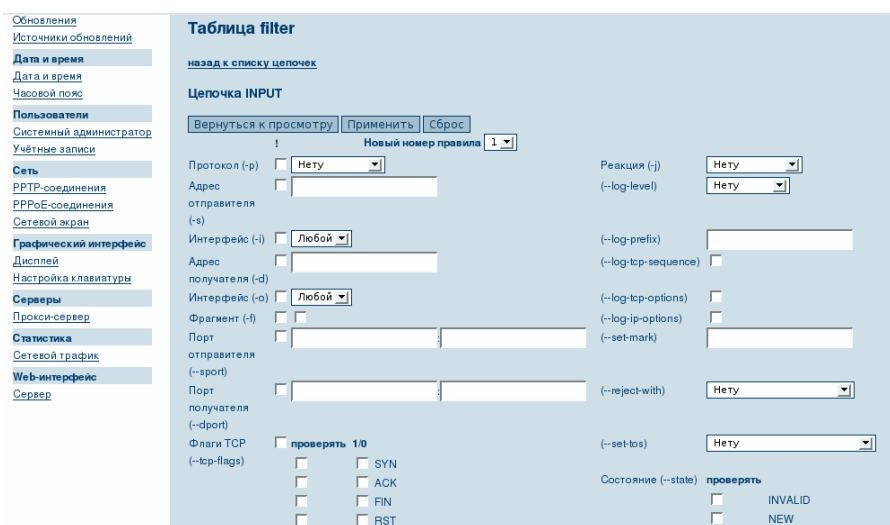 Обновления
Источники обновлений
Дата и время
Дата и время
Часовой пояс
Пользователи
Системный администратор
Учётные записи
Сеть
PPTP-соединения
PPPoE-соединения
Сетевой экран
Графический интерфейс
Дисплей
Настройка клавиатуры
Серверы
Прокси-сервер
Статистика
Сетевой трафик
Web-интерфейс
Сервер
Таблица filter
назад к списку цепочек
Цепочка INPUT
Вернуться к просмотру Применить Сброс
! Новый номер правила 1
Протокол (-p) Нету Реакция (-j) Нету
Адрес отправителя (-s) (--log-level) Нету
Интерфейс (-i) Любой (--log-prefix)
Адрес получателя (-d) (--log-tcp-sequence)
Интерфейс (-o) Любой (--log-tcp-options)
Фрагмент (-f) (--log-ip-options)
Порт отправителя (--sport) : (--set-mark)
Порт получателя (--dport) : (--reject-with) Нету
Флаги TCP (--tcp-flags) проверять 1/0 (--set-tos) Нету
SYN
ACK Состояние (--state) проверять
FIN INVALID
RST NEW